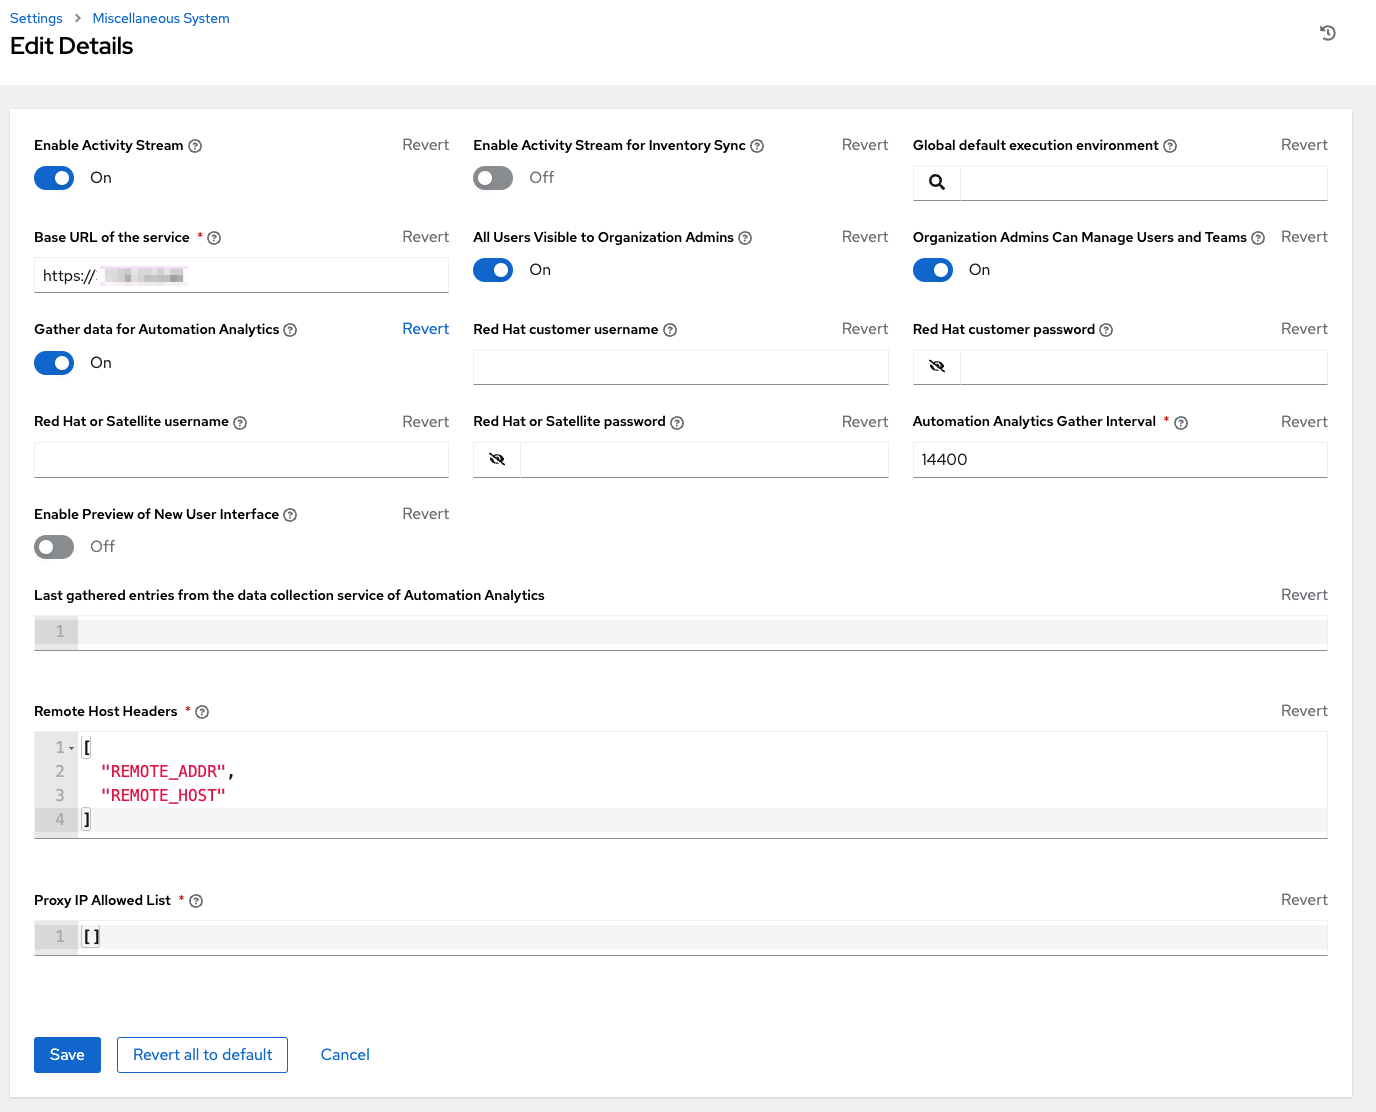 Settings > Miscellaneous System
Edit Details
Enable Activity Stream Revert
On
Enable Activity Stream for Inventory Sync Revert
Off
Global default execution environment Revert
Base URL of the service * Revert
https://
All Users Visible to Organization Admins Revert
On
Organization Admins Can Manage Users and Teams Revert
On
Gather data for Automation Analytics Revert
On
Red Hat customer username Revert
Red Hat customer password Revert
Red Hat or Satellite username Revert
Red Hat or Satellite password Revert
Automation Analytics Gather Interval * Revert
14400
Enable Preview of New User Interface Revert
Off
Last gathered entries from the data collection service of Automation Analytics Revert
1
Remote Host Headers * Revert
1 [
2 "REMOTE_ADDR",
3 "REMOTE_HOST"
4 ]
Proxy IP Allowed List * Revert
1 []
Save Revert all to default Cancel